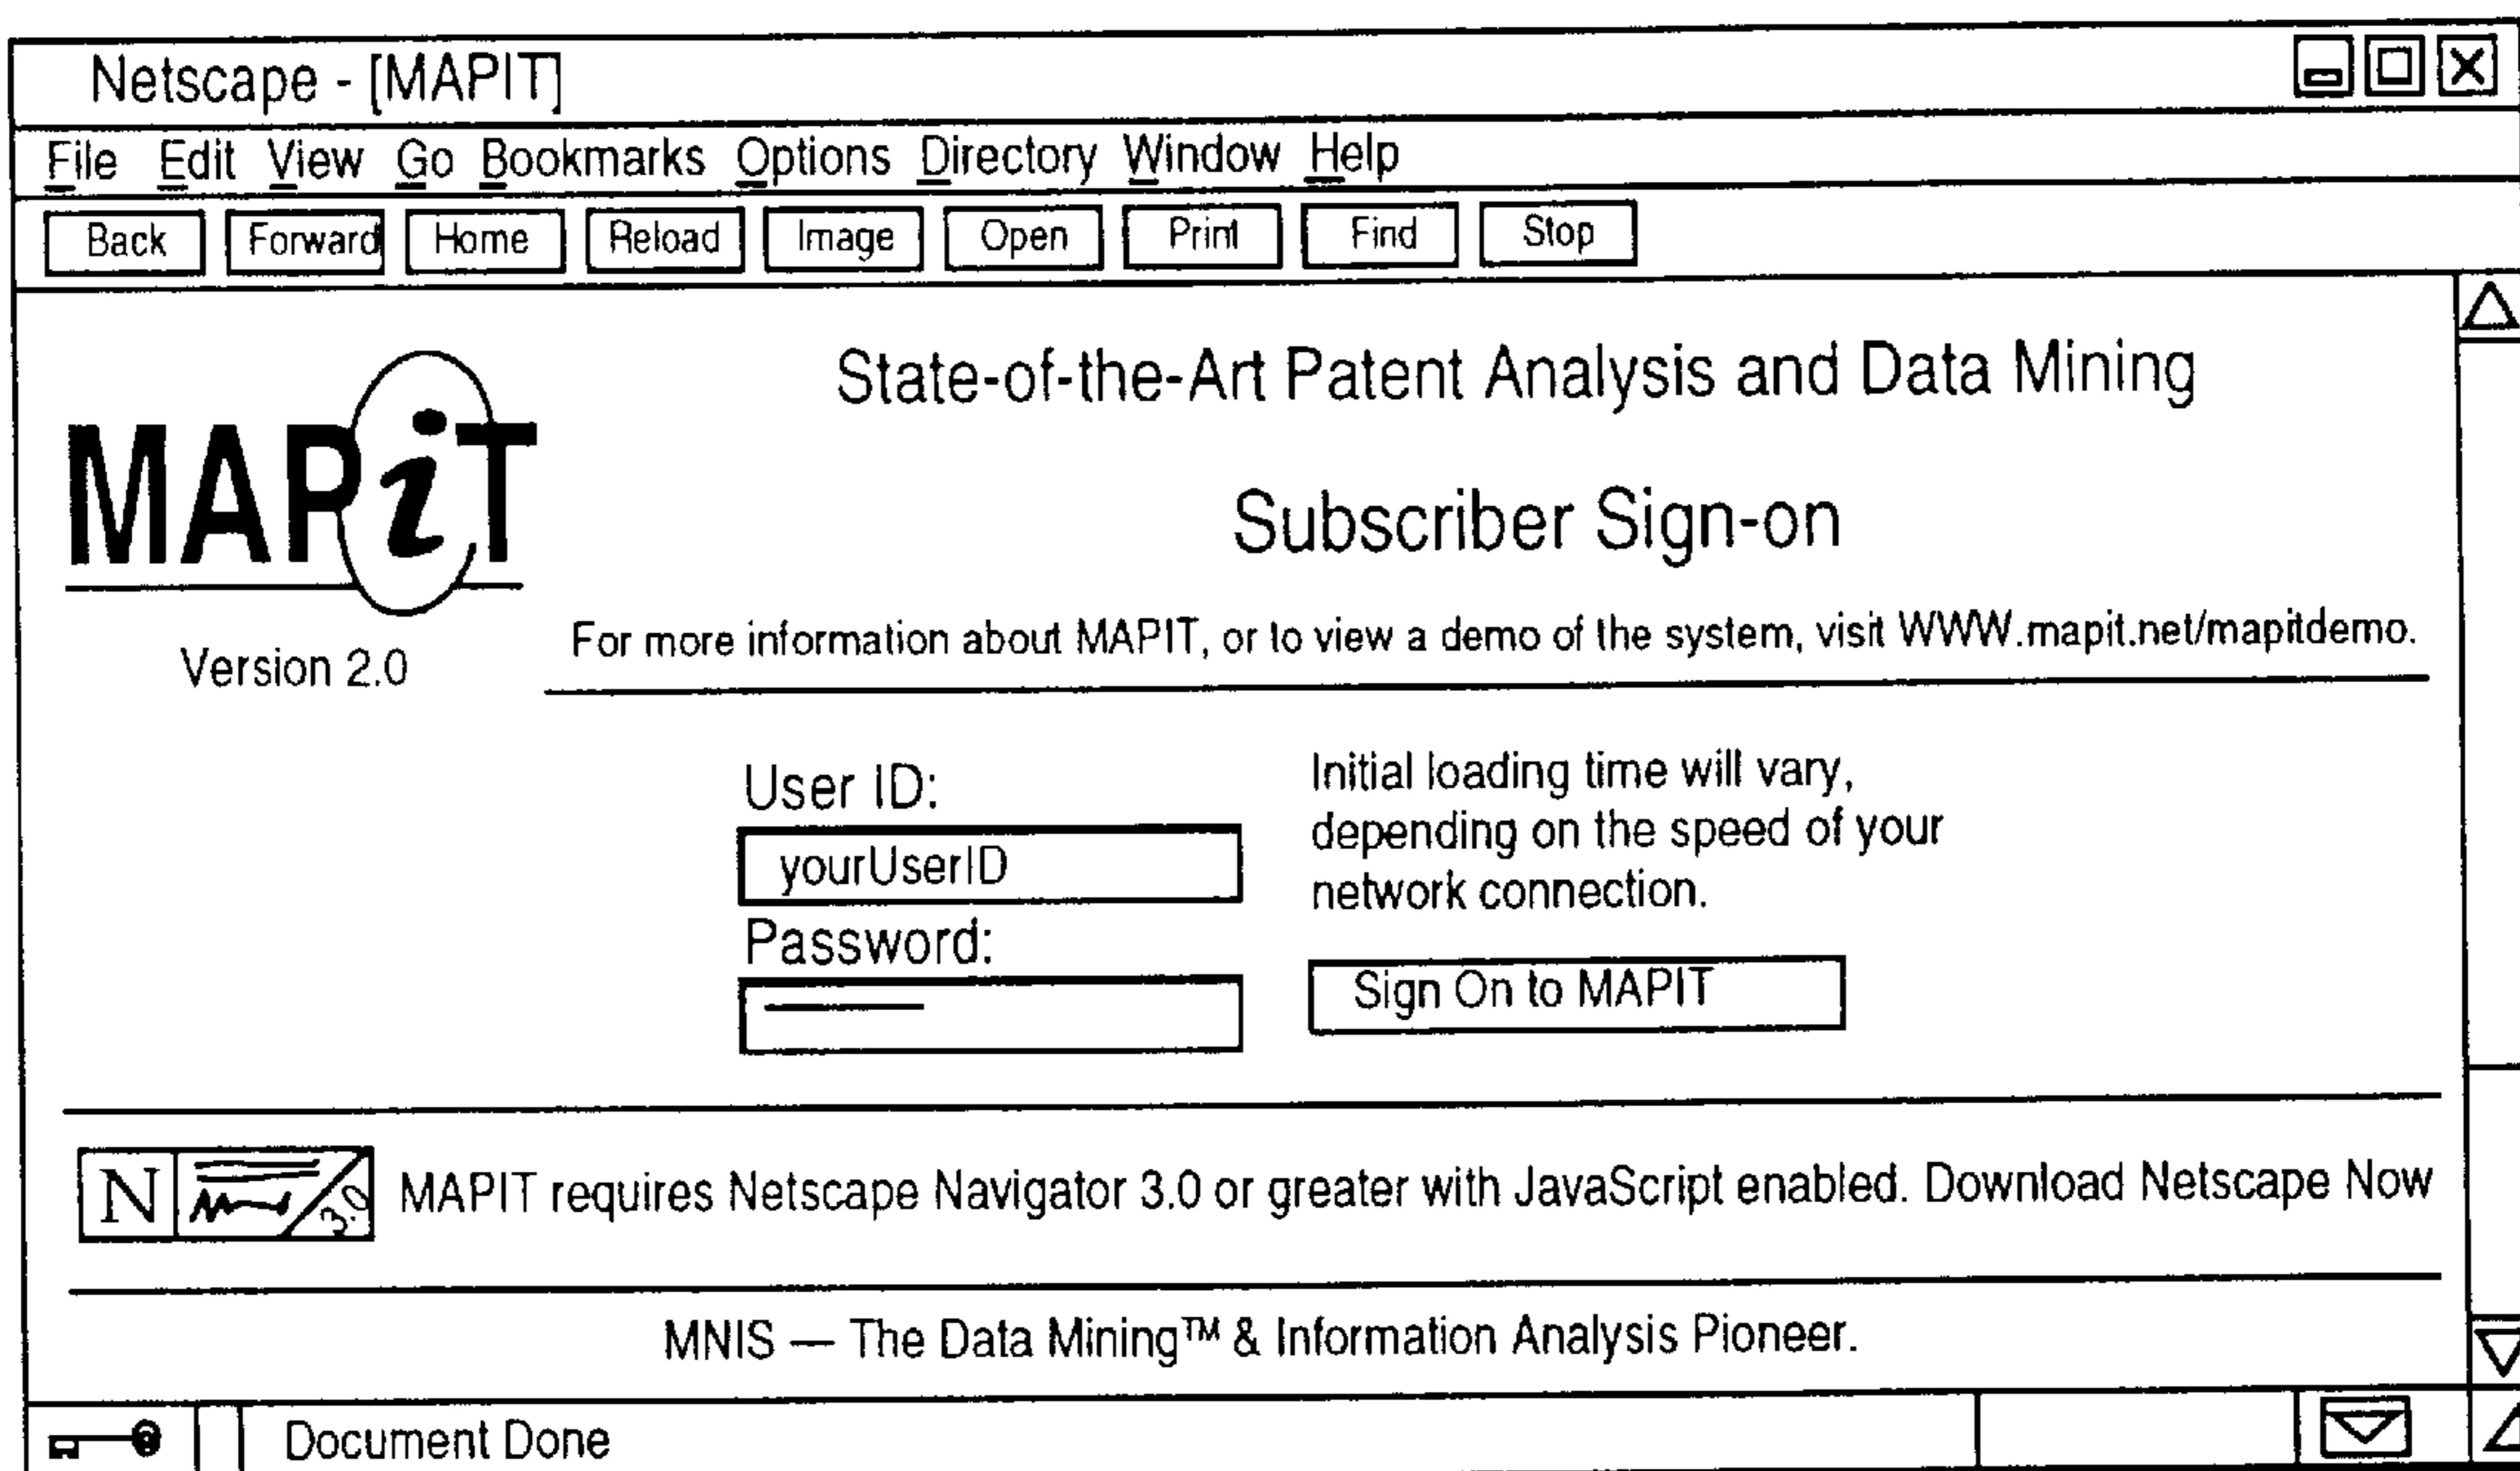 Netscape - [MAPIT]
File Edit View Go Bookmarks Options Directory Window Help
Back Forward Home Reload Image Open Print Find Stop
State-of-the-Art Patent Analysis and Data Mining
MAPiT
Subscriber Sign-on
For more information about MAPIT, or to view a demo of the system, visit WWW.mapit.net/mapitdemo.
Version 2.0
User ID:
yourUserID
Password:
Initial loading time will vary,
depending on the speed of your
network connection.
Sign On to MAPIT
N 3.0 MAPIT requires Netscape Navigator 3.0 or greater with JavaScript enabled. Download Netscape Now
MNIS — The Data Mining™ & Information Analysis Pioneer.
Document Done